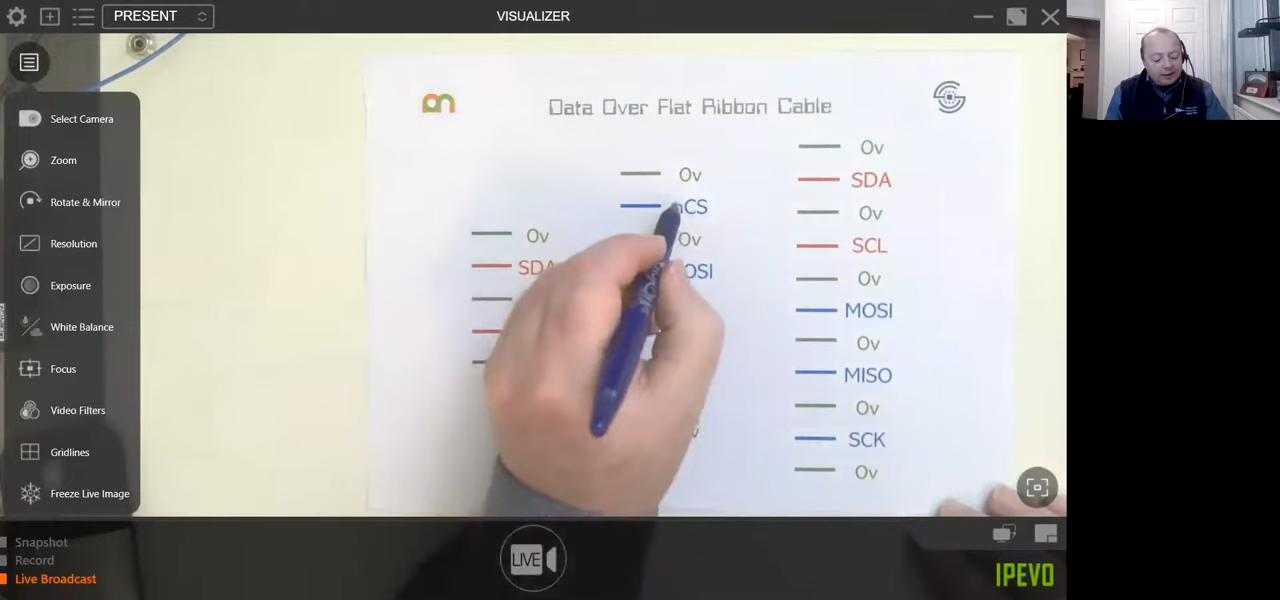 PRESENT
VISUALIZER
Select Camera
Zoom
Rotate & Mirror
Resolution
Exposure
White Balance
Focus
Video Filters
Gridlines
Freeze Live Image
Snapshot
Record
Live Broadcast
LIVE
IPEVO
Data Over Flat Ribbon Cable
0v
SDA
0v
nCS
0v
0v
SDA
0v
SCL
0v
MOSI
0v
MISO
0v
SCK
0v